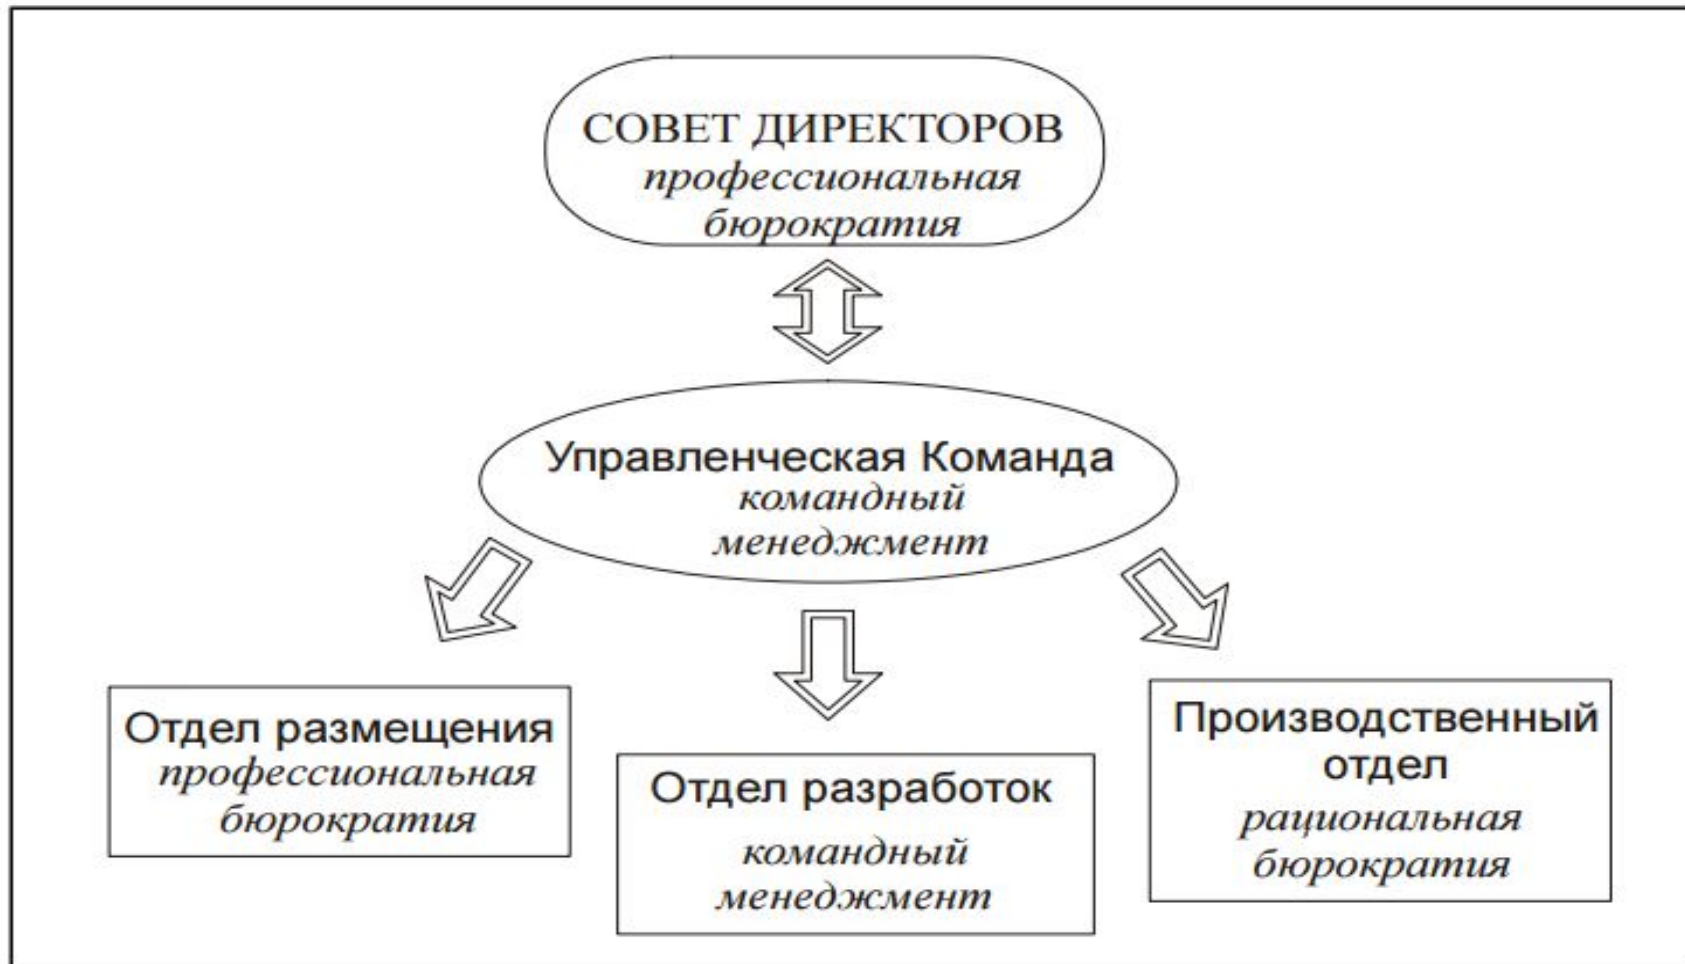 СОВЕТ ДИРЕКТОРОВ
профессиональная
бюрократия
Управленческая Команда
командный
менеджмент
Отдел размещения
профессиональная
бюрократия
Отдел разработок
командный
менеджмент
Производственный
отдел
рациональная
бюрократия